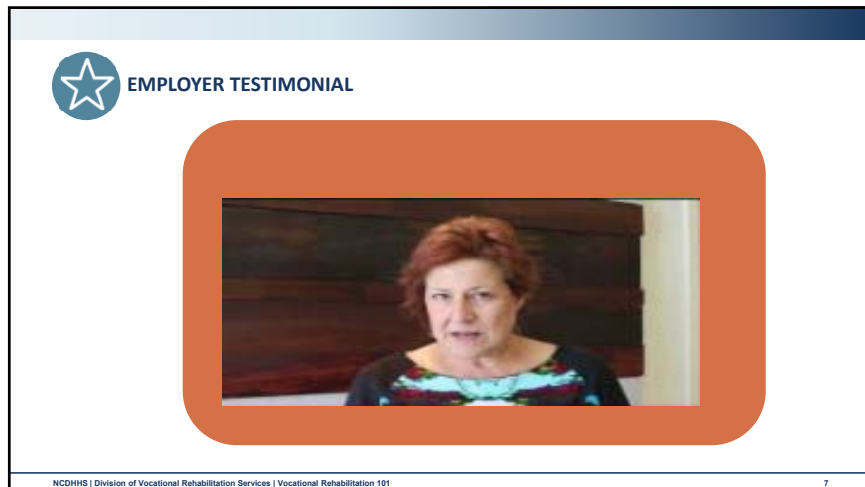 EMPLOYER TESTIMONIAL
NCDHHS | Division of Vocational Rehabilitation Services | Vocational Rehabilitation 101
7